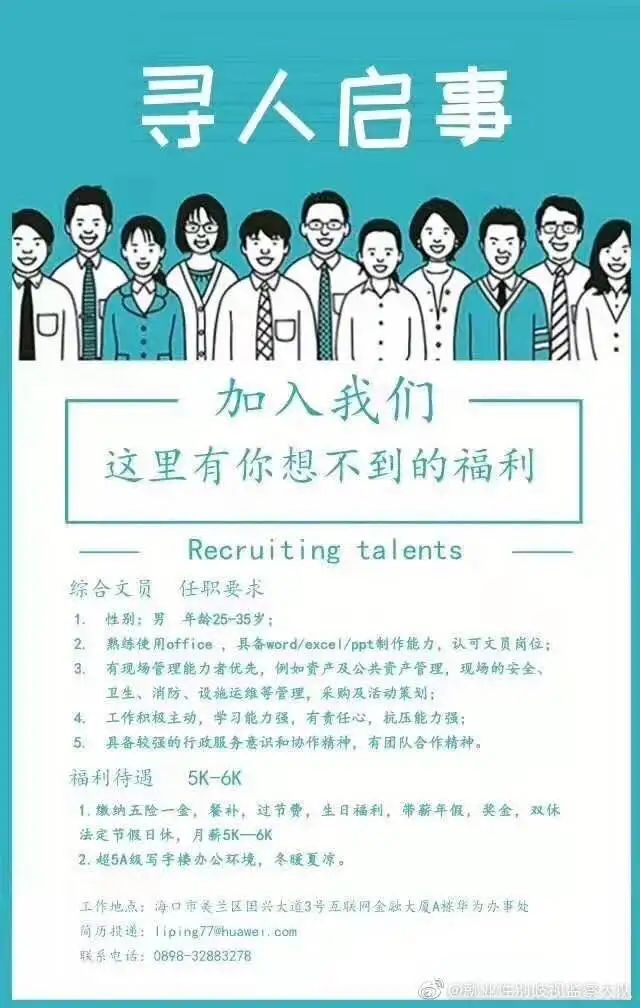 寻人启事
加入我们
这里有你想不到的福利
Recruiting talents
综合文员 任职要求
1. 性别：男 年龄25-35岁；
2. 熟练使用office ，具备word/excel/ppt制作能力，认可文员岗位；
3. 有现场管理能力者优先，例如资产及公共资产管理，现场的安全、
卫生、消防、设施运维等管理，采购及活动策划；
4. 工作积极主动，学习能力强，有责任心，抗压能力强；
5. 具备较强的行政服务意识和协作精神，有团队合作精神。
福利待遇 5K-6K
1.缴纳五险一金，餐补，过节费，生日福利，带薪年假，奖金，双休
法定节假日休，月薪5K—6K
2.超5A级写字楼办公环境，冬暖夏凉。
工作地点：海口市美兰区国兴大道3号互联网金融大厦A栋华为办事处
简历投递：liping77@huawei.com
联系电话：0898-32883278